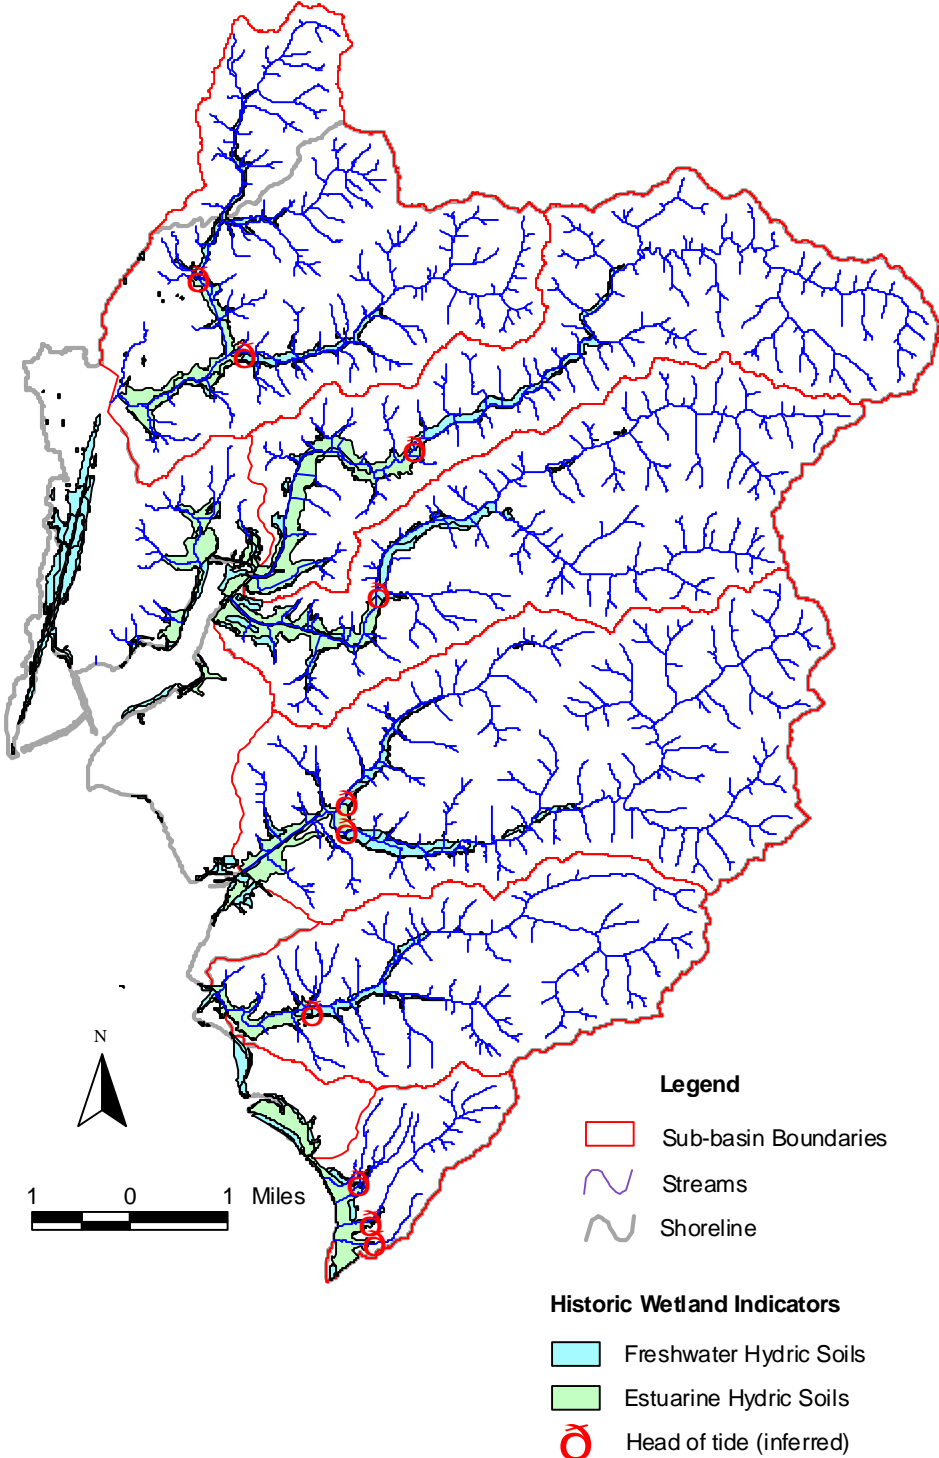 N
Legend
Sub-basin Boundaries
Streams
Shoreline
1 0 1 Miles
Historic Wetland Indicators
Freshwater Hydric Soils
Estuarine Hydric Soils
Head of tide (inferred)